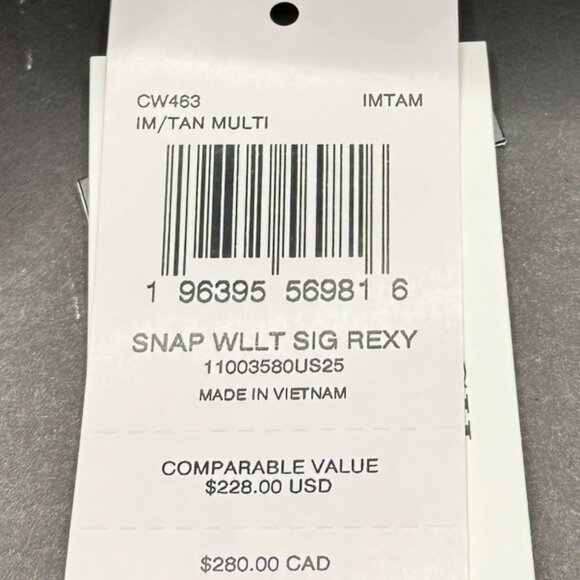 CW463 IMTAM
IM/TAN MULTI
1 96395 56981 6
SNAP WLLT SIG REXY
11003580US25
MADE IN VIETNAM
COMPARABLE VALUE
$228.00 USD
$280.00 CAD